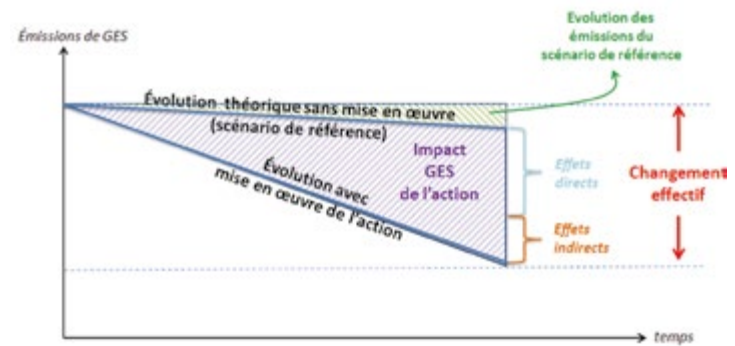 Evolution des
émissions du
scénario de référence
Émissions de GES
Évolution théorique sans mise en œuvre
(scénario de référence)
Impact
GES
de l'action
Évolution avec
mise en œuvre de l'action
Effets
directs
Changement
effectif
Effets
indirects
temps